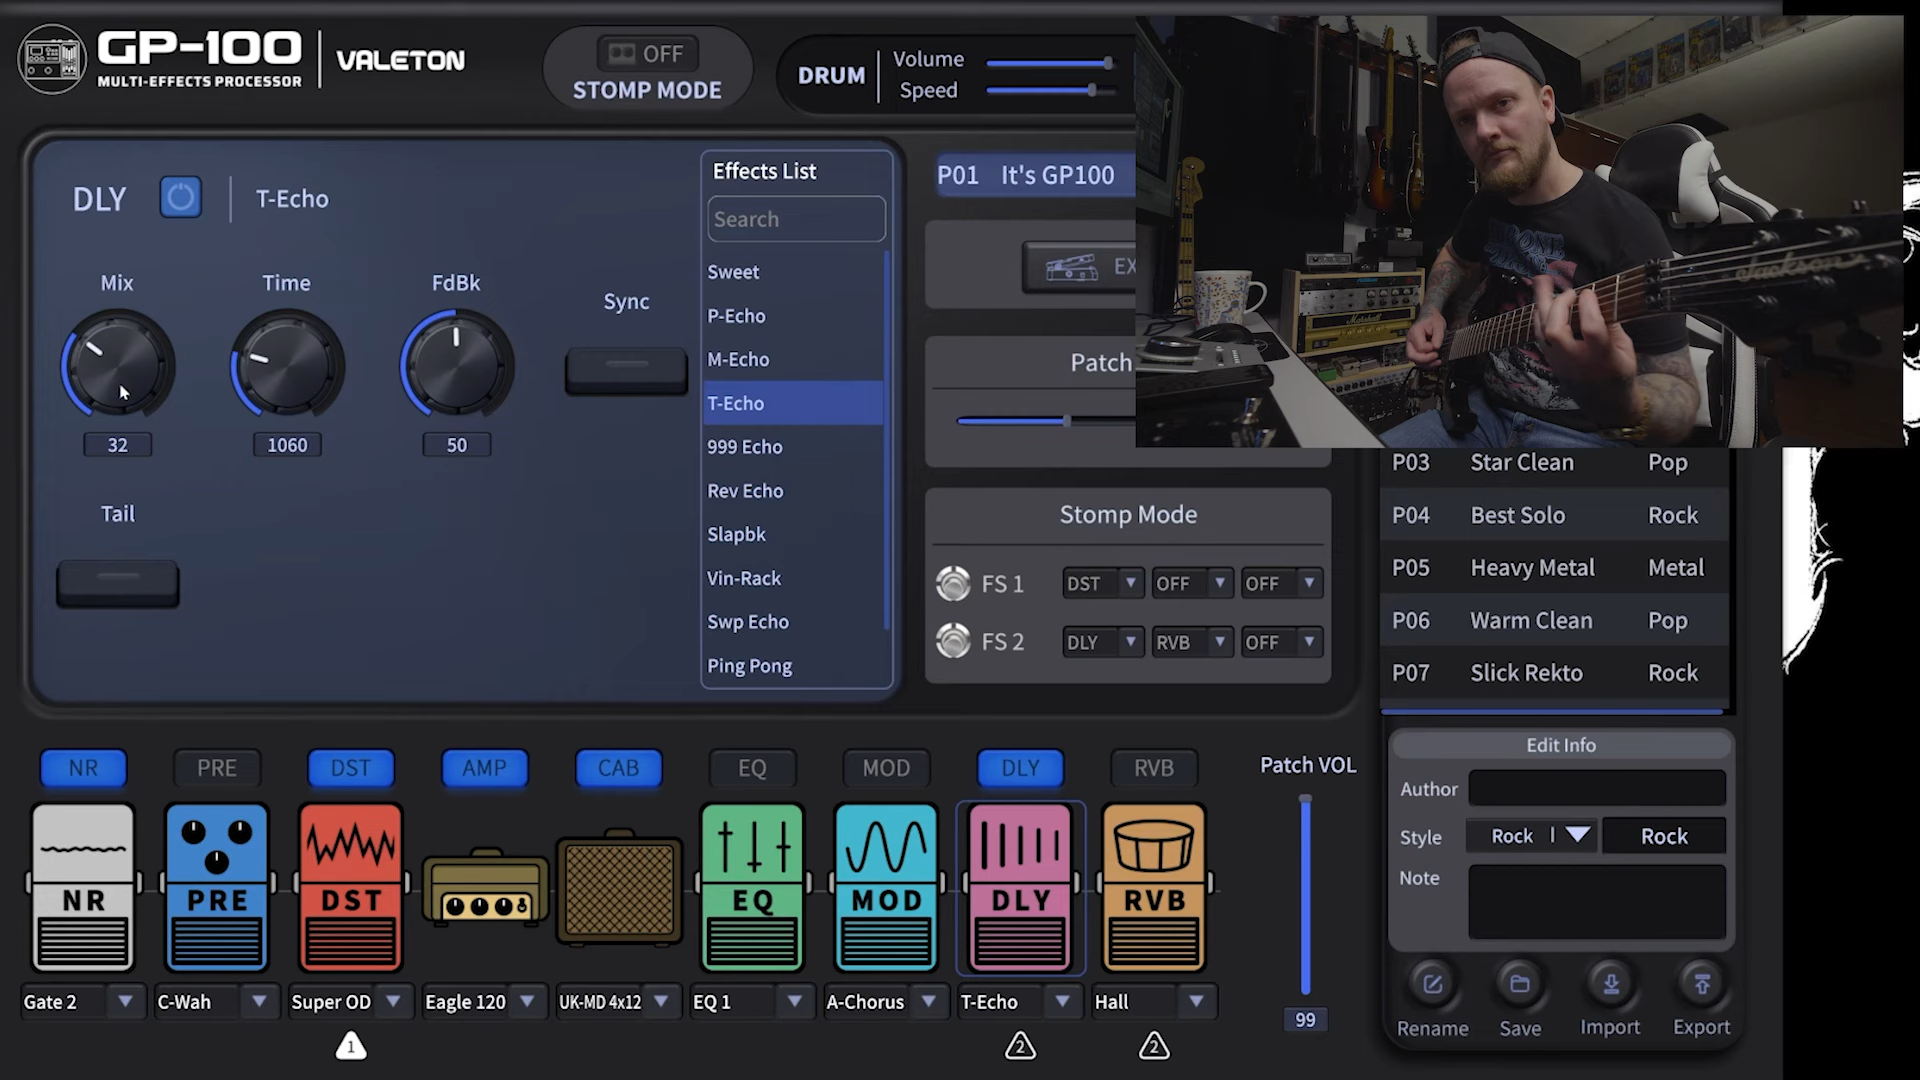 GP-100
MULTI-EFFECTS PROCESSOR
VALETON
OFF
STOMP MODE
DRUM
Volume
Speed
DLY
T-Echo
Mix
Time
FdBk
Sync
32
1060
50
Tail
Effects List
Search
Sweet
P-Echo
M-Echo
T-Echo
999 Echo
Rev Echo
Slapbk
Vin-Rack
Swp Echo
Ping Pong
P01 It's GP100
EX
Patch
Jackson
Marshall
Stomp Mode
FS 1 DST OFF OFF
FS 2 DLY RVB OFF
P03 Star Clean Pop
P04 Best Solo Rock
P05 Heavy Metal Metal
P06 Warm Clean Pop
P07 Slick Rekto Rock
NR PRE DST AMP CAB EQ MOD DLY RVB
NR PRE DST EQ MOD DLY RVB
Gate 2 C-Wah Super OD Eagle 120 UK-MD 4x12 EQ 1 A-Chorus T-Echo Hall
1 2 2
Patch VOL
99
Edit Info
Author
Style Rock Rock
Note
Rename Save Import Export